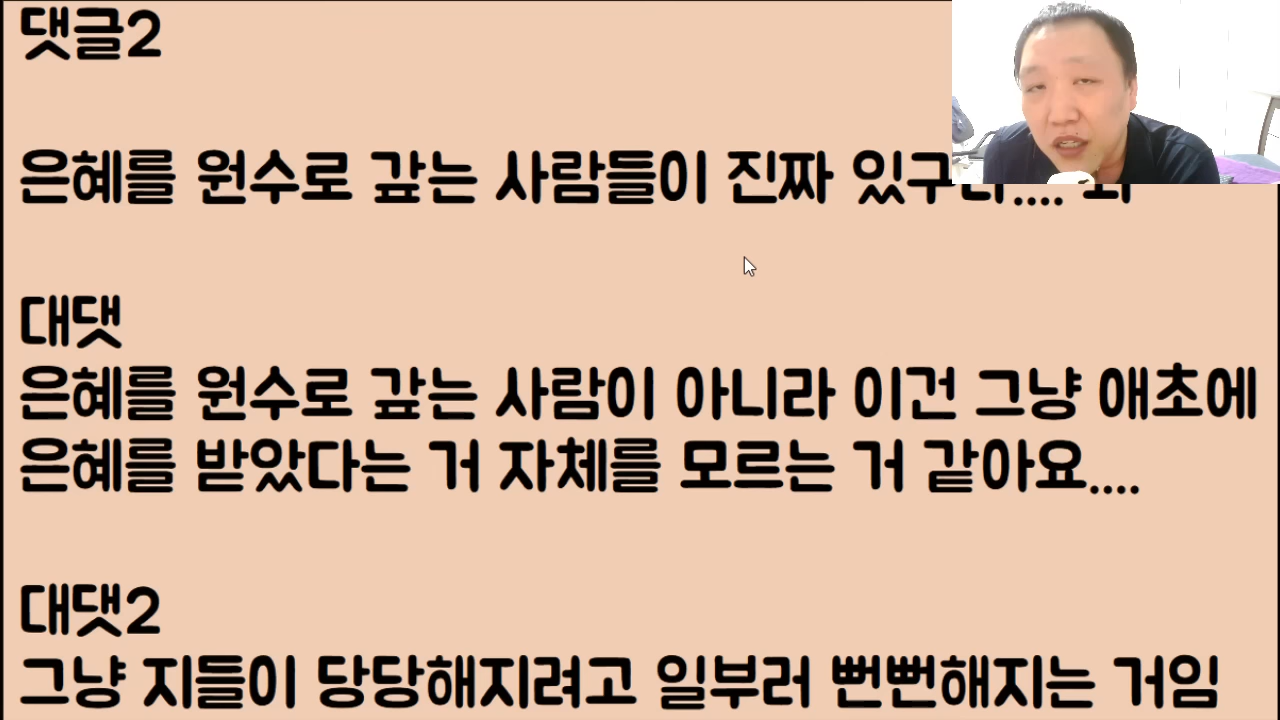 댓글2
은혜를 원수로 갚는 사람들이 진짜
대댓
은혜를 원수로 갚는 사람이 아니라 이건 그냥 애초에
은혜를 받았다는 거 자체를 모르는 거 같아요....
대댓2
그냥 지들이 당당해지려고 일부러 뻔뻔해지는 거임